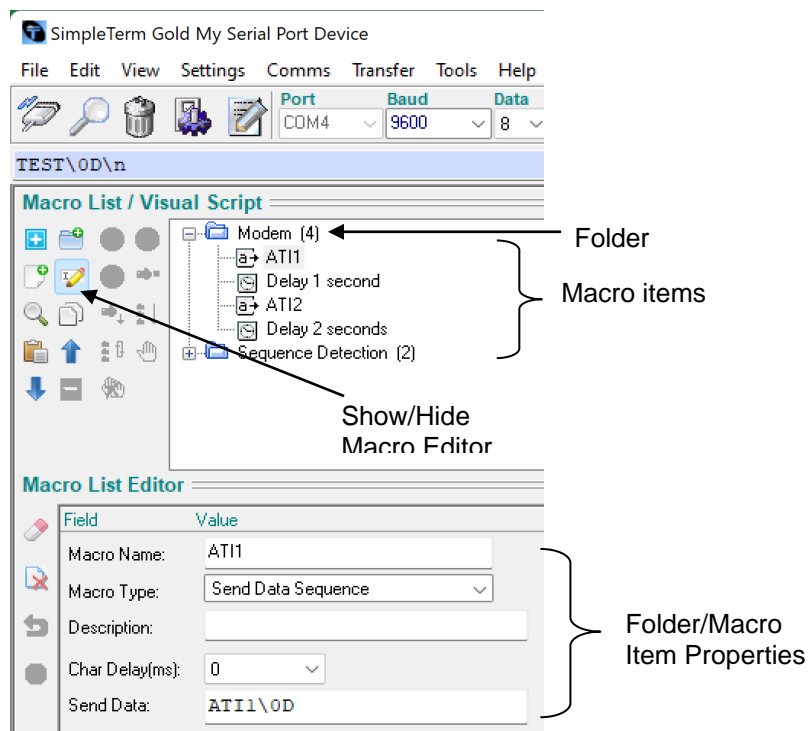 SimpleTerm Gold My Serial Port Device
File Edit View Settings Comms Transfer Tools Help
Port Baud Data
COM4 9600 8
TEST\0D\n
Macro List / Visual Script
Modem (4)
Folder
ATI1
Delay 1 second
Macro items
ATI2
Delay 2 seconds
Sequence Detection (2)
Show/Hide
Macro Editor
Macro List Editor
Field Value
Macro Name: ATI1
Macro Type: Send Data Sequence
Description:
Folder/Macro
Item Properties
Char Delay(ms): 0
Send Data: ATI1\0D